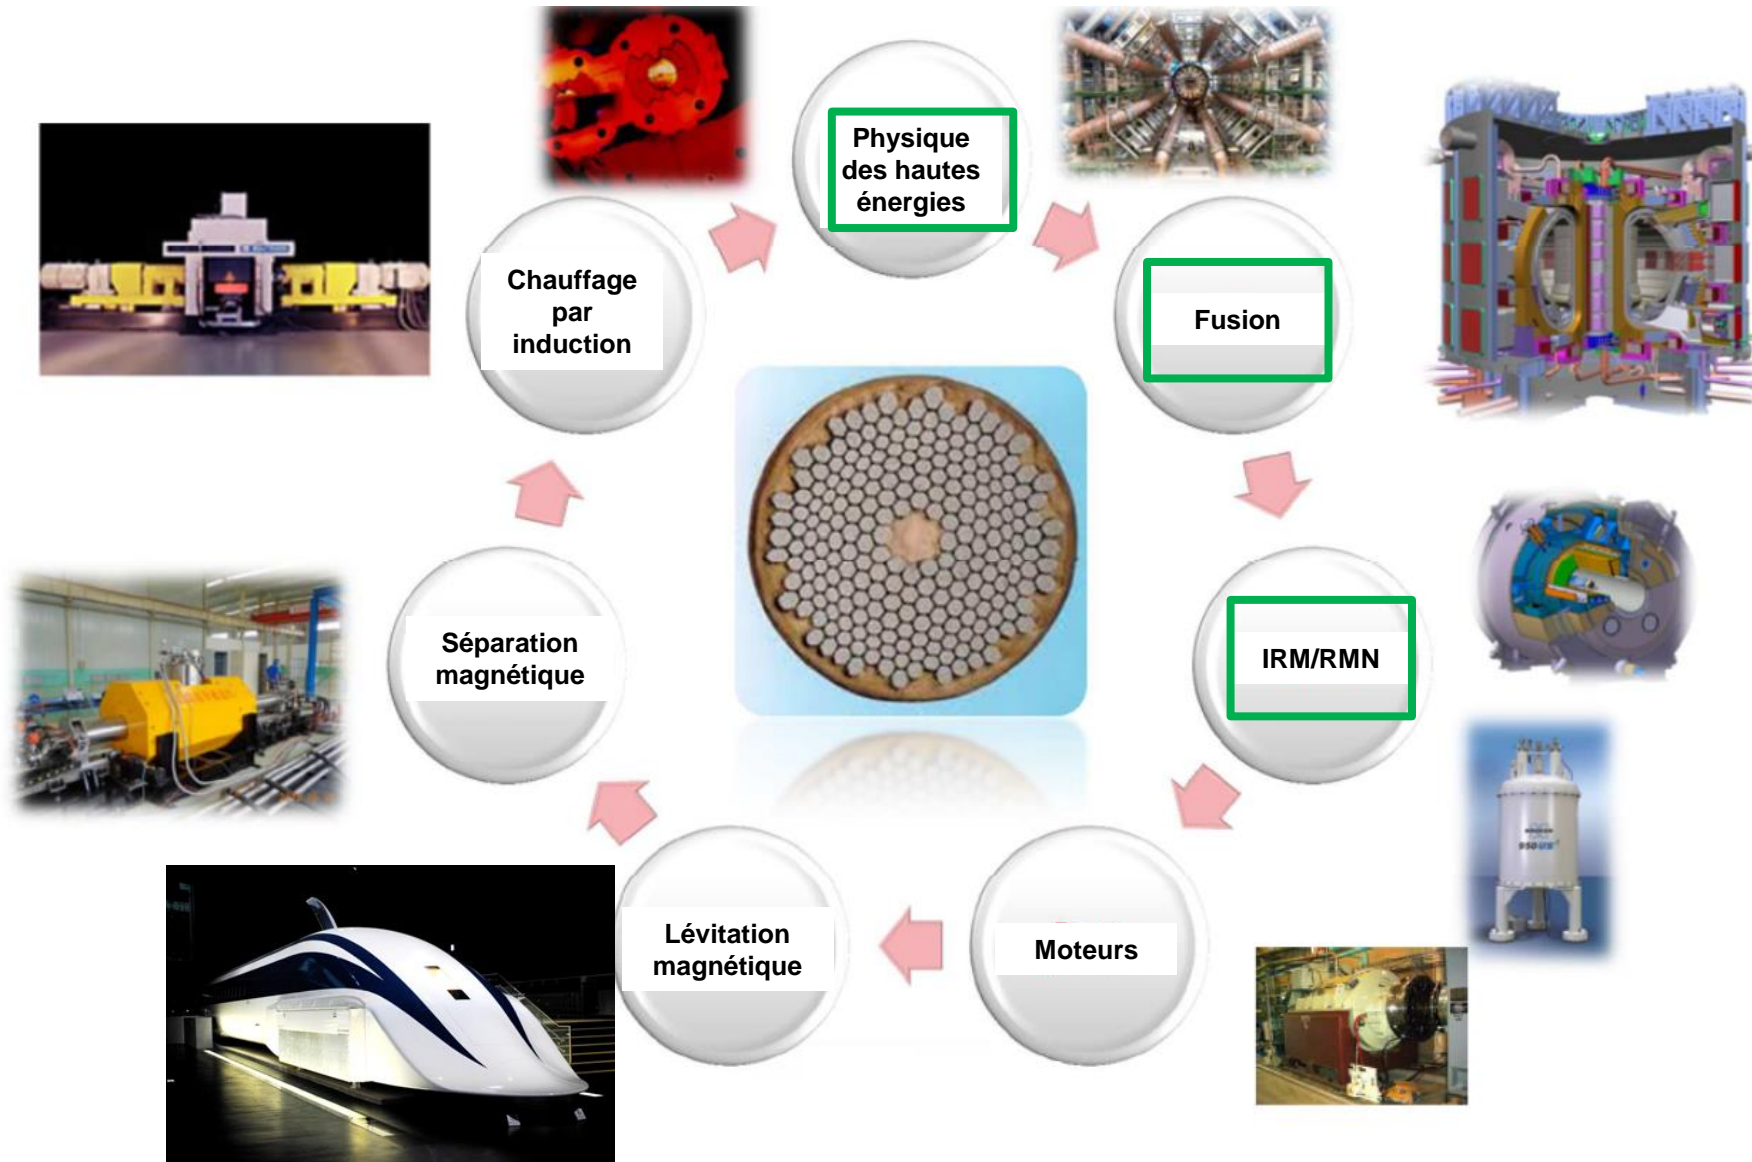 Physique
des hautes
énergies
Fusion
IRM/RMN
Moteurs
Lévitation
magnétique
Séparation
magnétique
Chauffage
par
induction